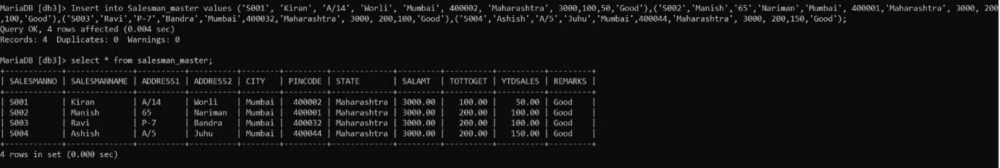 MariaDB [db3]> Insert into Salesman_master values ('S001', 'Kiran', 'A/14', 'Worli', 'Mumbai', 400002, 'Maharashtra', 3000,100,50,'Good'),('S002','Manish','65','Nariman','Mumbai', 400001,'Maharashtra', 3000, 200
,100,'Good'),('S003','Ravi','P-7','Bandra','Mumbai',400032,'Maharashtra', 3000, 200,100,'Good'),('S004','Ashish','A/5','Juhu','Mumbai',400044,'Maharashtra', 3000, 200,150,'Good');
Query OK, 4 rows affected (0.004 sec)
Records: 4  Duplicates: 0  Warnings: 0
MariaDB [db3]> select * from salesman_master;
| SALESMANNO | SALESMANNAME | ADDRESS1 | ADDRESS2 | CITY | PINCODE | STATE | SALAMT | TOTTOGET | YTDSALES | REMARKS |
| S001 | Kiran | A/14 | Worli | Mumbai | 400002 | Maharashtra | 3000.00 | 100.00 | 50.00 | Good |
| S002 | Manish | 65 | Nariman | Mumbai | 400001 | Maharashtra | 3000.00 | 200.00 | 100.00 | Good |
| S003 | Ravi | P-7 | Bandra | Mumbai | 400032 | Maharashtra | 3000.00 | 200.00 | 100.00 | Good |
| S004 | Ashish | A/5 | Juhu | Mumbai | 400044 | Maharashtra | 3000.00 | 200.00 | 150.00 | Good |
4 rows in set (0.000 sec)